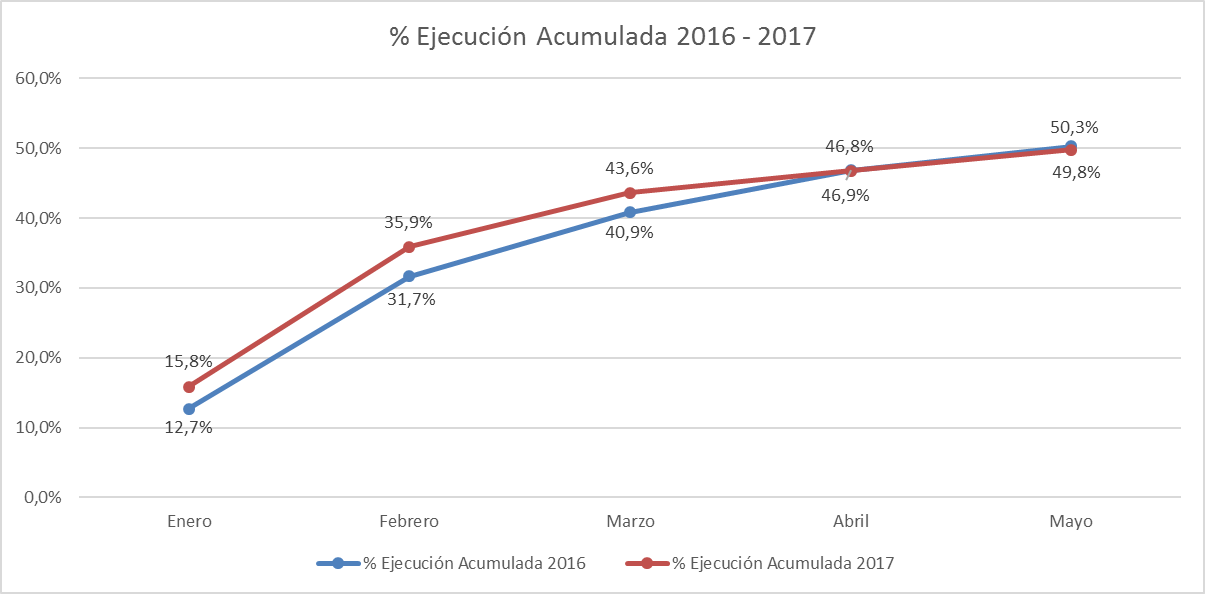 % Ejecución Acumulada 2016 - 2017
60,0%
50,0%
40,0%
30,0%
20,0%
10,0%
0,0%
15,8%
12,7%
35,9%
31,7%
43,6%
40,9%
46,8%
46,9%
50,3%
49,8%
Enero
Febrero
Marzo
Abril
Mayo
% Ejecución Acumulada 2016
% Ejecución Acumulada 2017